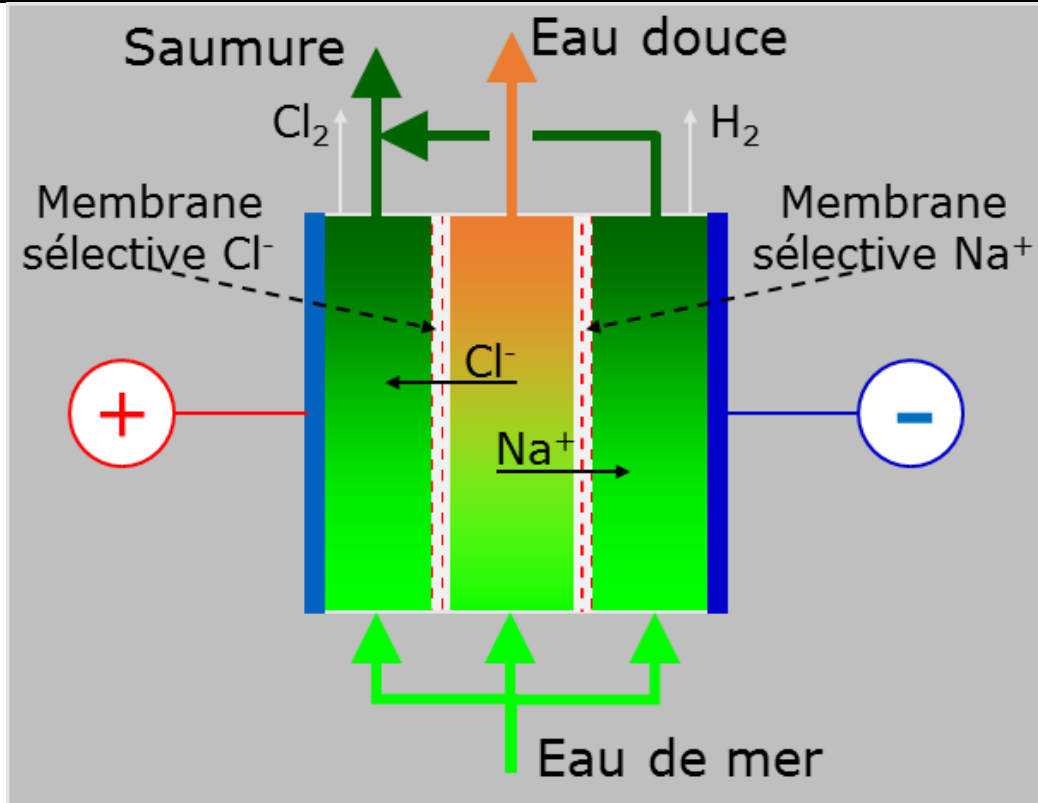 Saumure
Eau douce
Cl₂
H₂
Membrane
sélective Cl⁻
Membrane
sélective Na⁺
Cl⁻
Na⁺
+
-
Eau de mer